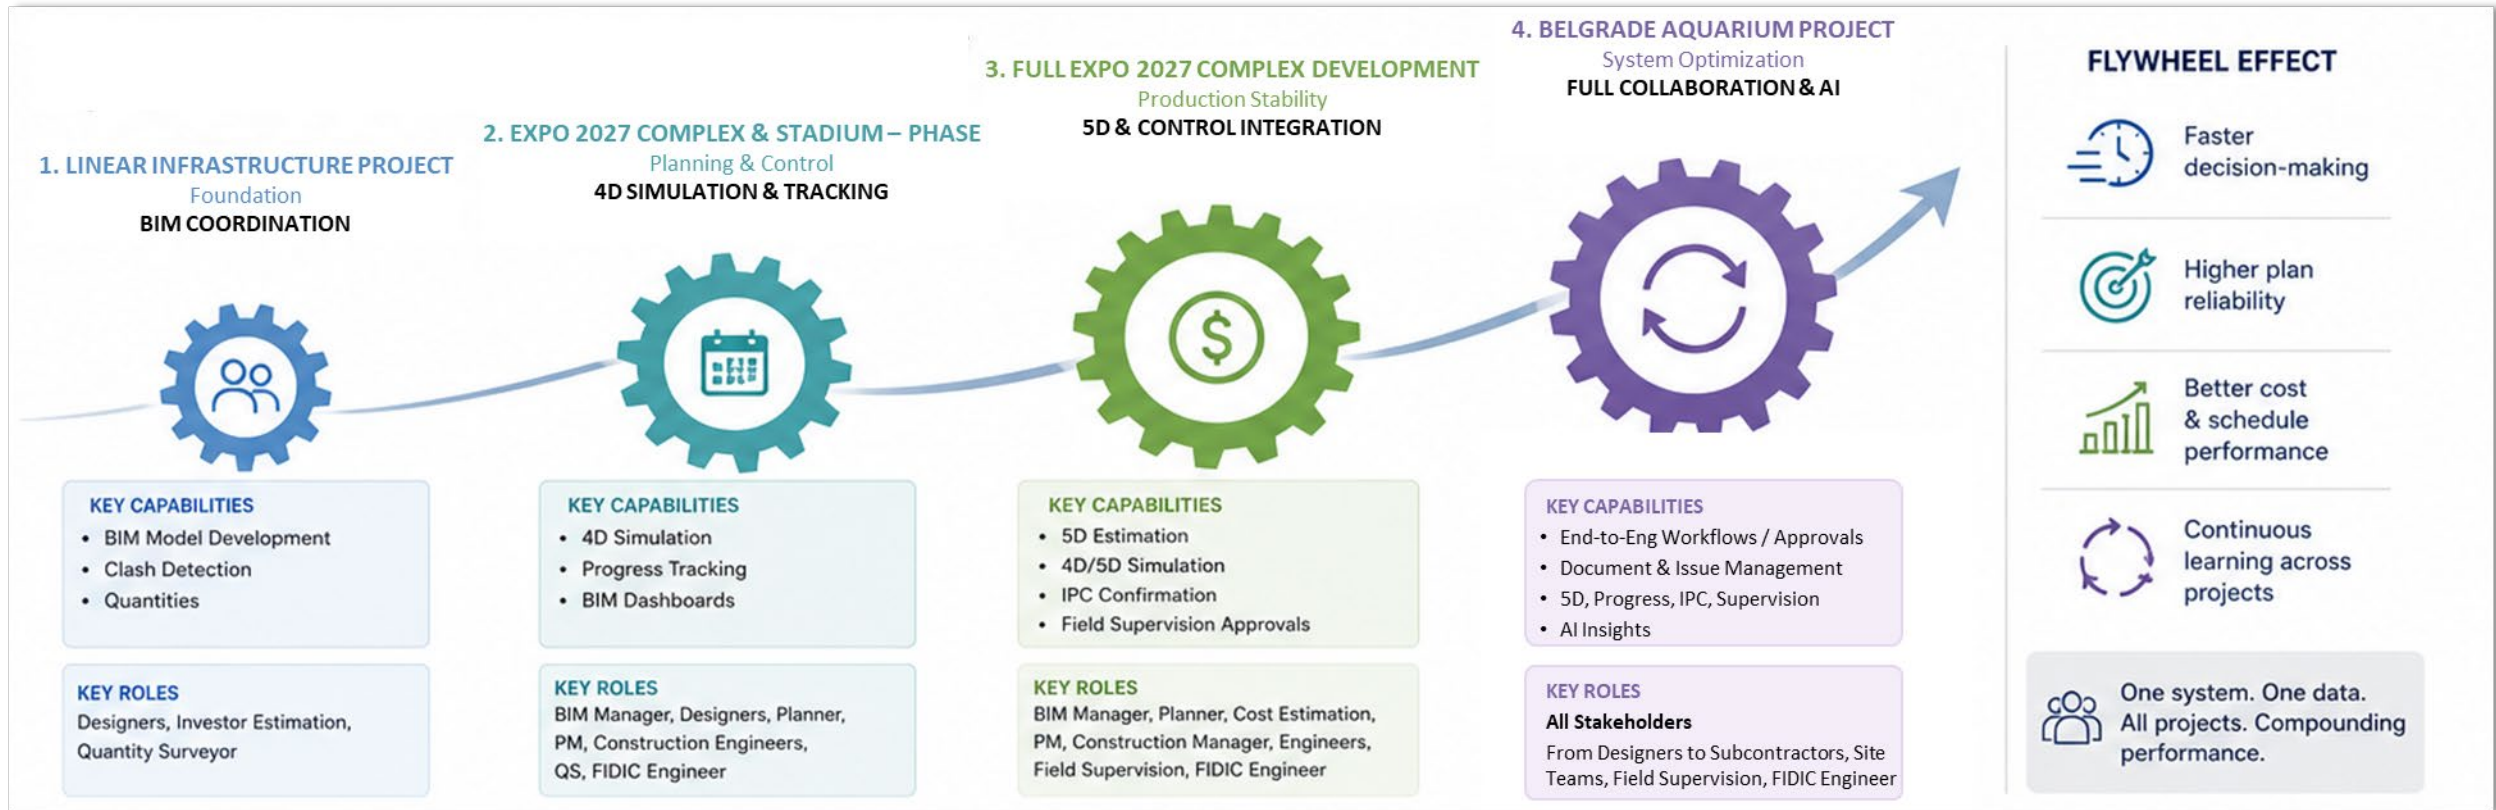 1. LINEAR INFRASTRUCTURE PROJECT
Foundation
BIM COORDINATION
KEY CAPABILITIES
• BIM Model Development
• Clash Detection
• Quantities
KEY ROLES
Designers, Investor Estimation,
Quantity Surveyor
2. EXPO 2027 COMPLEX & STADIUM – PHASE
Planning & Control
4D SIMULATION & TRACKING
KEY CAPABILITIES
• 4D Simulation
• Progress Tracking
• BIM Dashboards
KEY ROLES
BIM Manager, Designers, Planner,
PM, Construction Engineers,
QS, FIDIC Engineer
3. FULL EXPO 2027 COMPLEX DEVELOPMENT
Production Stability
5D & CONTROL INTEGRATION
$
KEY CAPABILITIES
• 5D Estimation
• 4D/5D Simulation
• IPC Confirmation
• Field Supervision Approvals
KEY ROLES
BIM Manager, Planner, Cost Estimation,
PM, Construction Manager, Engineers,
Field Supervision, FIDIC Engineer
4. BELGRADE AQUARIUM PROJECT
System Optimization
FULL COLLABORATION & AI
KEY CAPABILITIES
• End-to-Eng Workflows / Approvals
• Document & Issue Management
• 5D, Progress, IPC, Supervision
• AI Insights
KEY ROLES
All Stakeholders
From Designers to Subcontractors, Site
Teams, Field Supervision, FIDIC Engineer
FLYWHEEL EFFECT
Faster
decision-making
Higher plan
reliability
Better cost
& schedule
performance
Continuous
learning across
projects
One system. One data.
All projects. Compounding
performance.